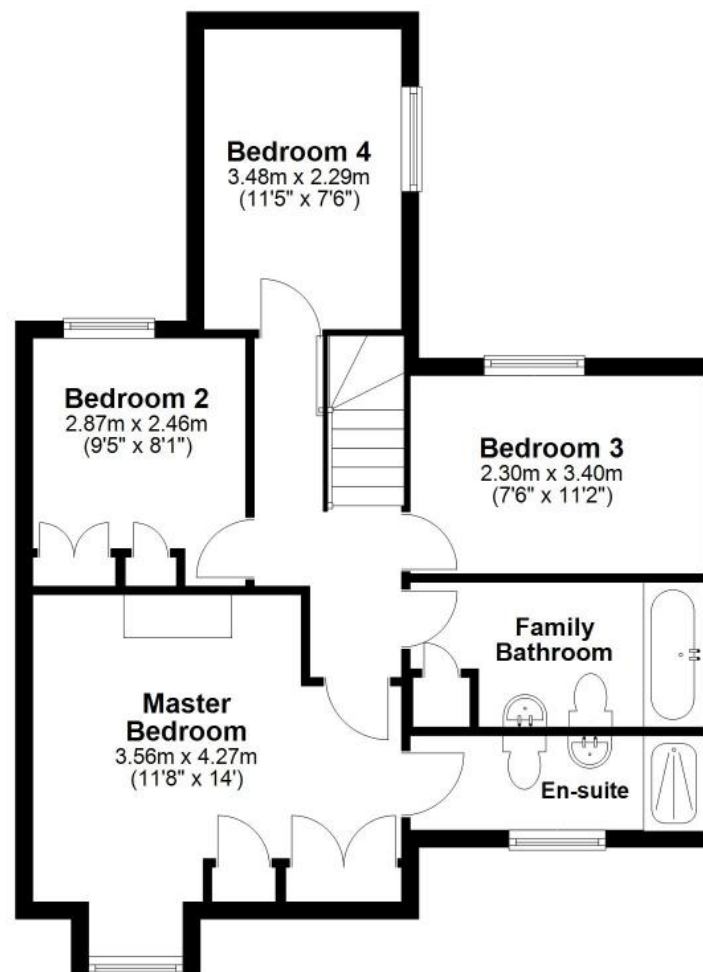 Bedroom 4
3.48m x 2.29m
(11'5" x 7'6")
Bedroom 2
2.87m x 2.46m
(9'5" x 8'1")
Bedroom 3
2.30m x 3.40m
(7'6" x 11'2")
Family
Bathroom
Master
Bedroom
3.56m x 4.27m
(11'8" x 14')
En-suite